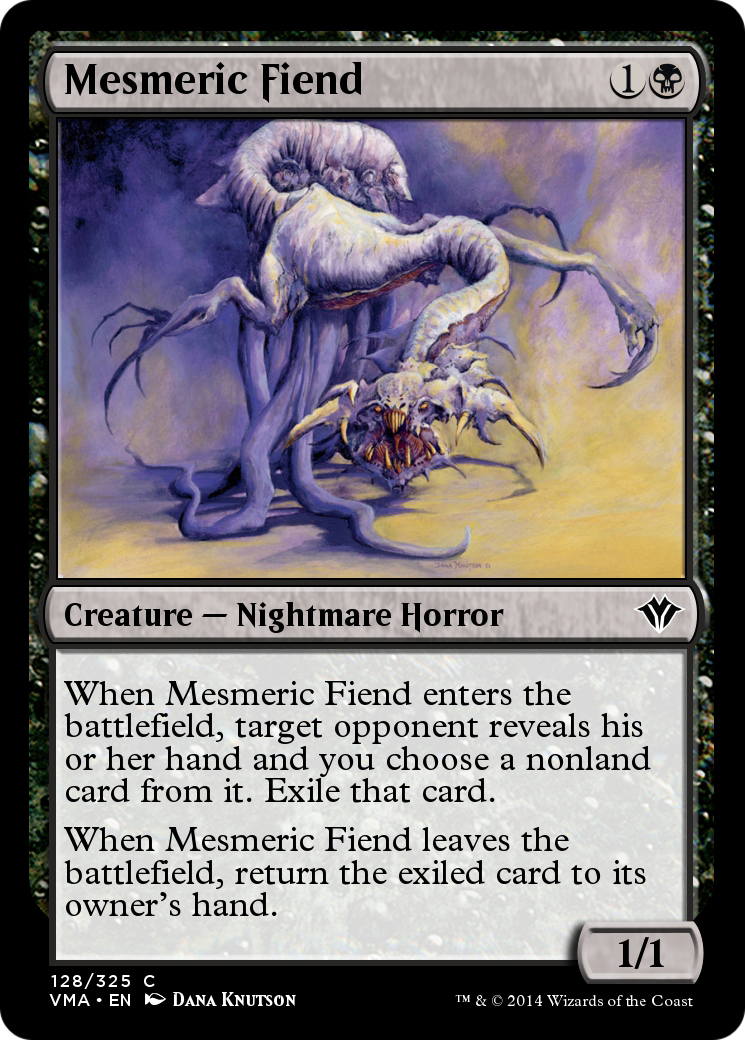 Mesmeric Fiend 1
Dana Knutson 01
Creature — Nightmare Horror
When Mesmeric Fiend enters the
battlefield, target opponent reveals his
or her hand and you choose a nonland
card from it. Exile that card.
When Mesmeric Fiend leaves the
battlefield, return the exiled card to its
owner's hand.
1/1
128/325 C
VMA • EN Dana Knutson ™ & © 2014 Wizards of the Coast